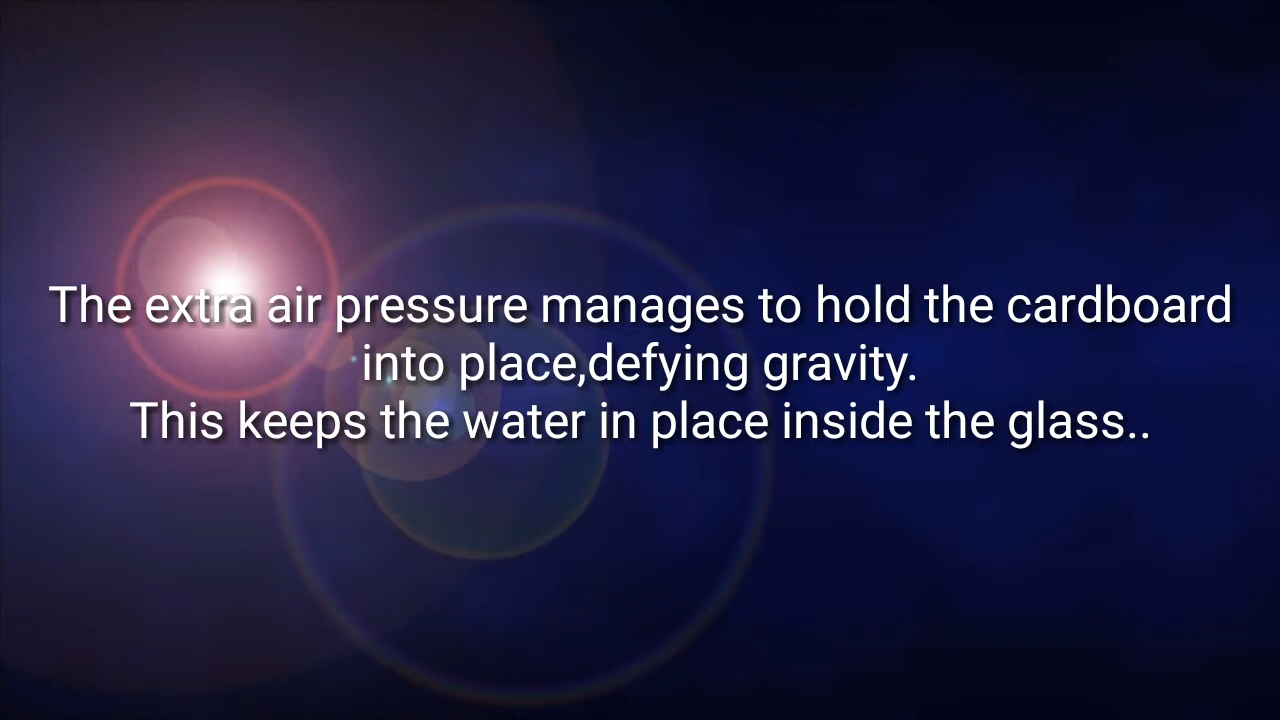 The extra air pressure manages to hold the cardboard
into place,defying gravity.
This keeps the water in place inside the glass..